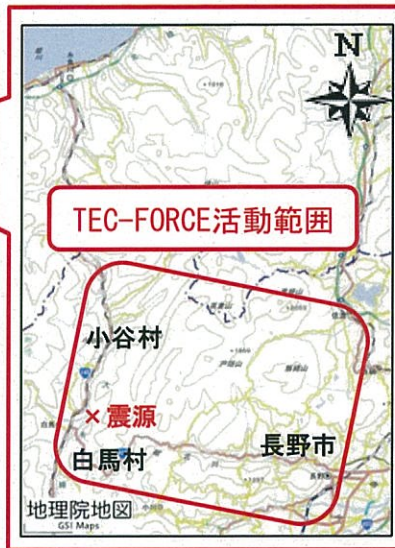 N
TEC-FORCE活動範囲
小谷村
×震源
白馬村
長野市
地理院地図
GSI Maps